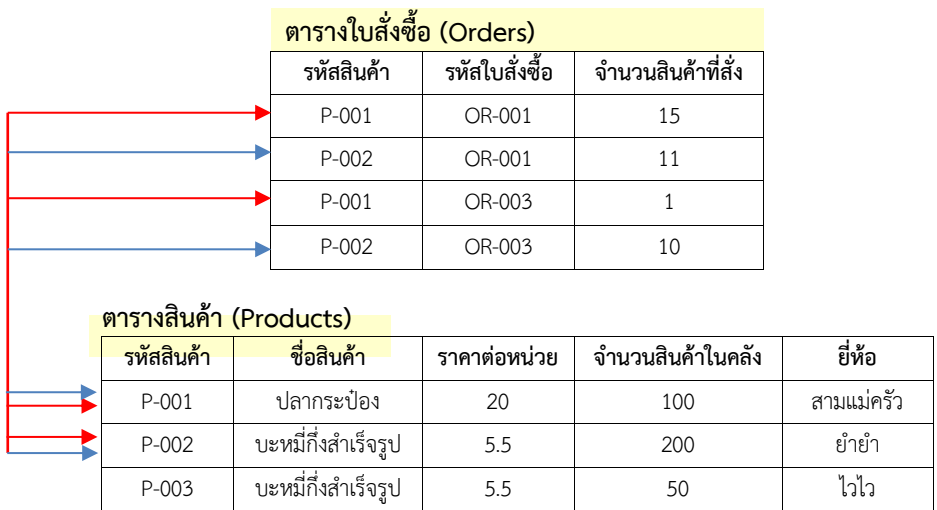 ตารางใบสั่งซื้อ (Orders)
รหัสสินค้า รหัสใบสั่งซื้อ จำนวนสินค้าที่สั่ง
P-001 OR-001 15
P-002 OR-001 11
P-001 OR-003 1
P-002 OR-003 10
ตารางสินค้า (Products)
รหัสสินค้า ชื่อสินค้า ราคาต่อหน่วย จำนวนสินค้าในคลัง ยี่ห้อ
P-001 ปลากระป๋อง 20 100 สามแม่ครัว
P-002 บะหมี่กึ่งสำเร็จรูป 5.5 200 ยำยำ
P-003 บะหมี่กึ่งสำเร็จรูป 5.5 50 ไวไว